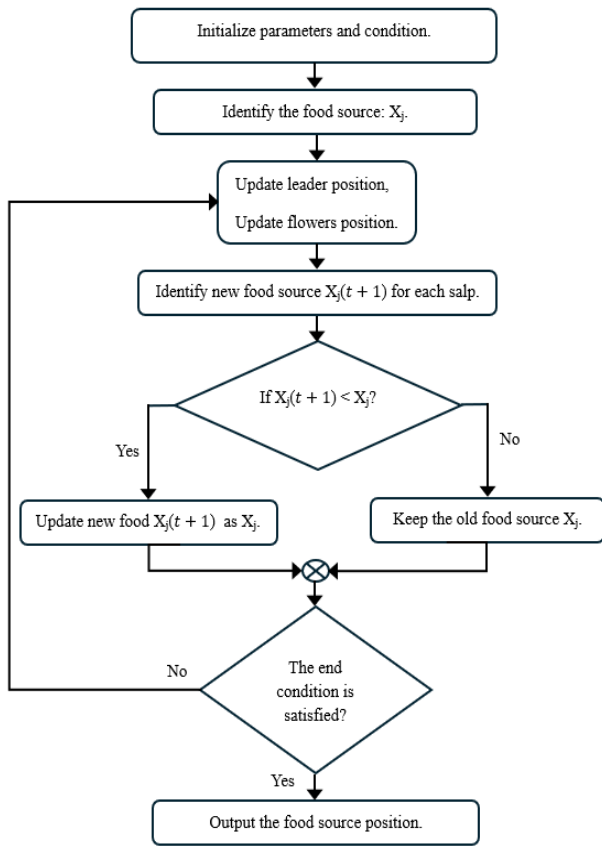 Initialize parameters and condition.
Identify the food source: Xⱼ.
Update leader position,
Update flowers position.
Identify new food source Xⱼ(t + 1) for each salp.
If Xⱼ(t + 1) < Xⱼ?
Yes
No
Update new food Xⱼ(t + 1) as Xⱼ.
Keep the old food source Xⱼ.
No
The end
condition is
satisfied?
Yes
Output the food source position.